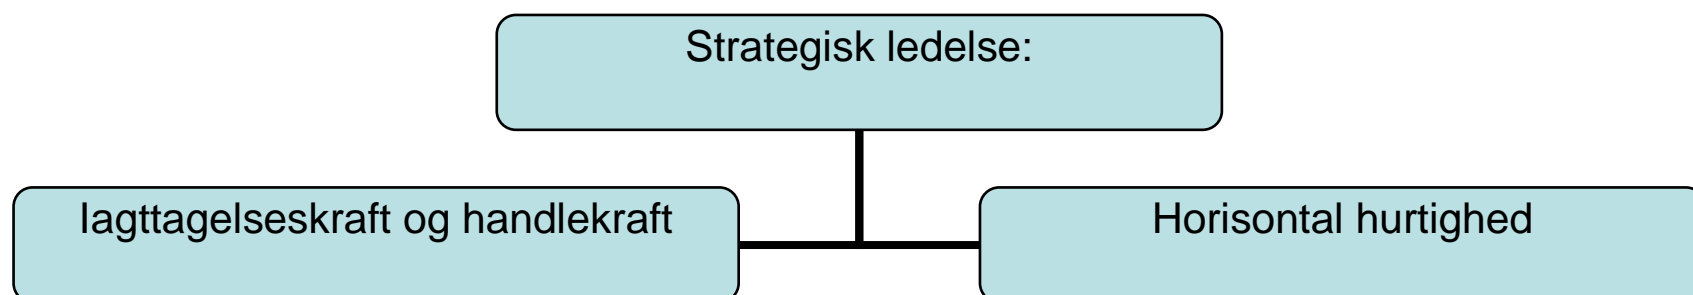 Strategisk ledelse:
Iagttagelseskraft og handlekraft
Horisontal hurtighed